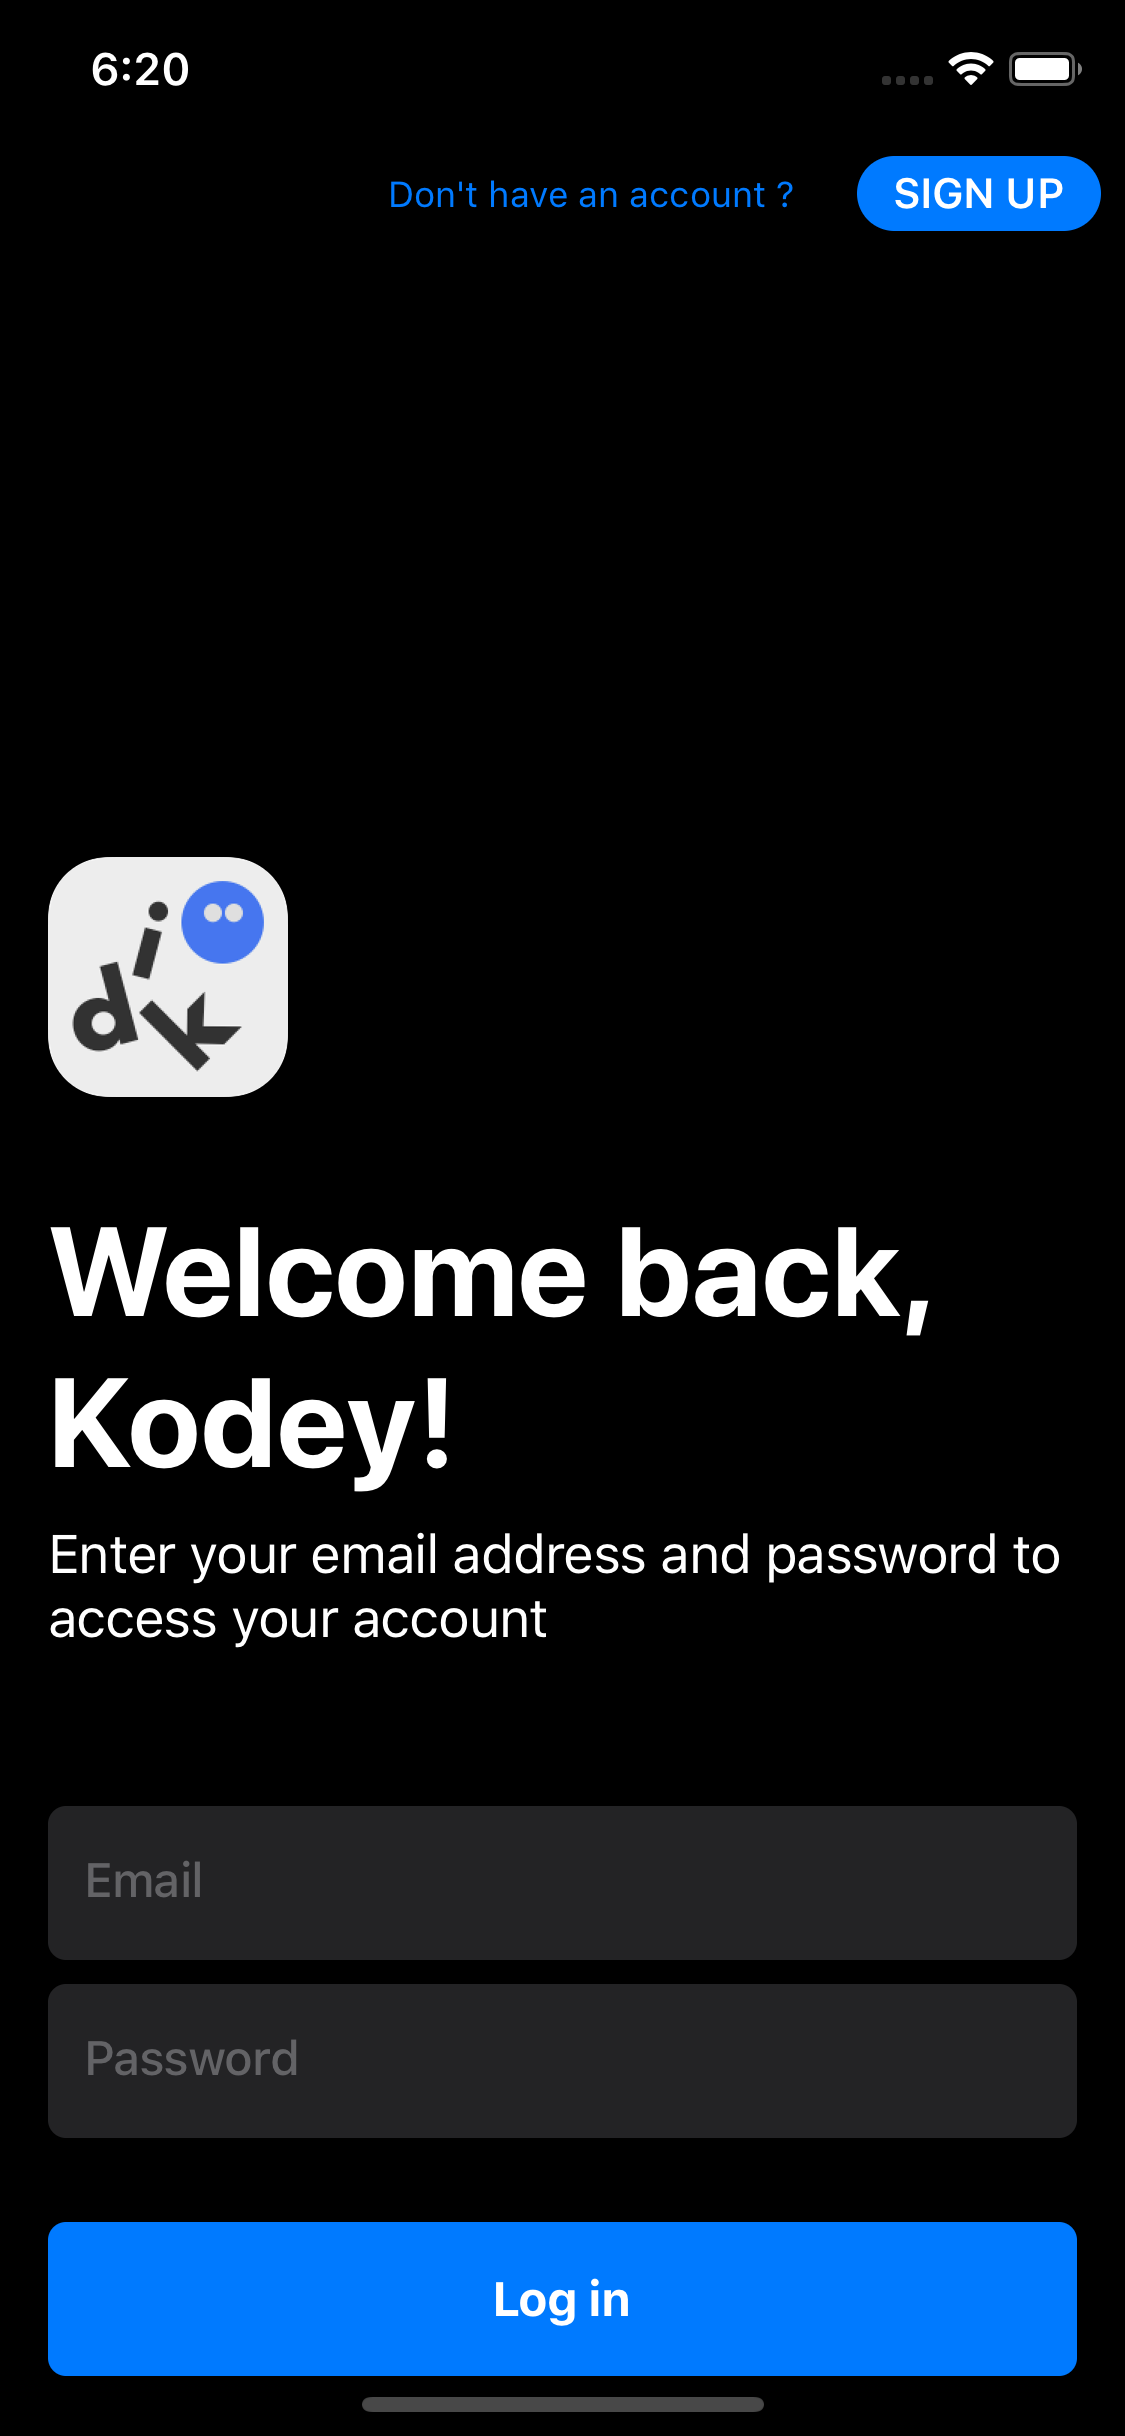 6:20
Don't have an account ?
SIGN UP
dik
Welcome back,
Kodey!
Enter your email address and password to
access your account
Email
Password
Log in